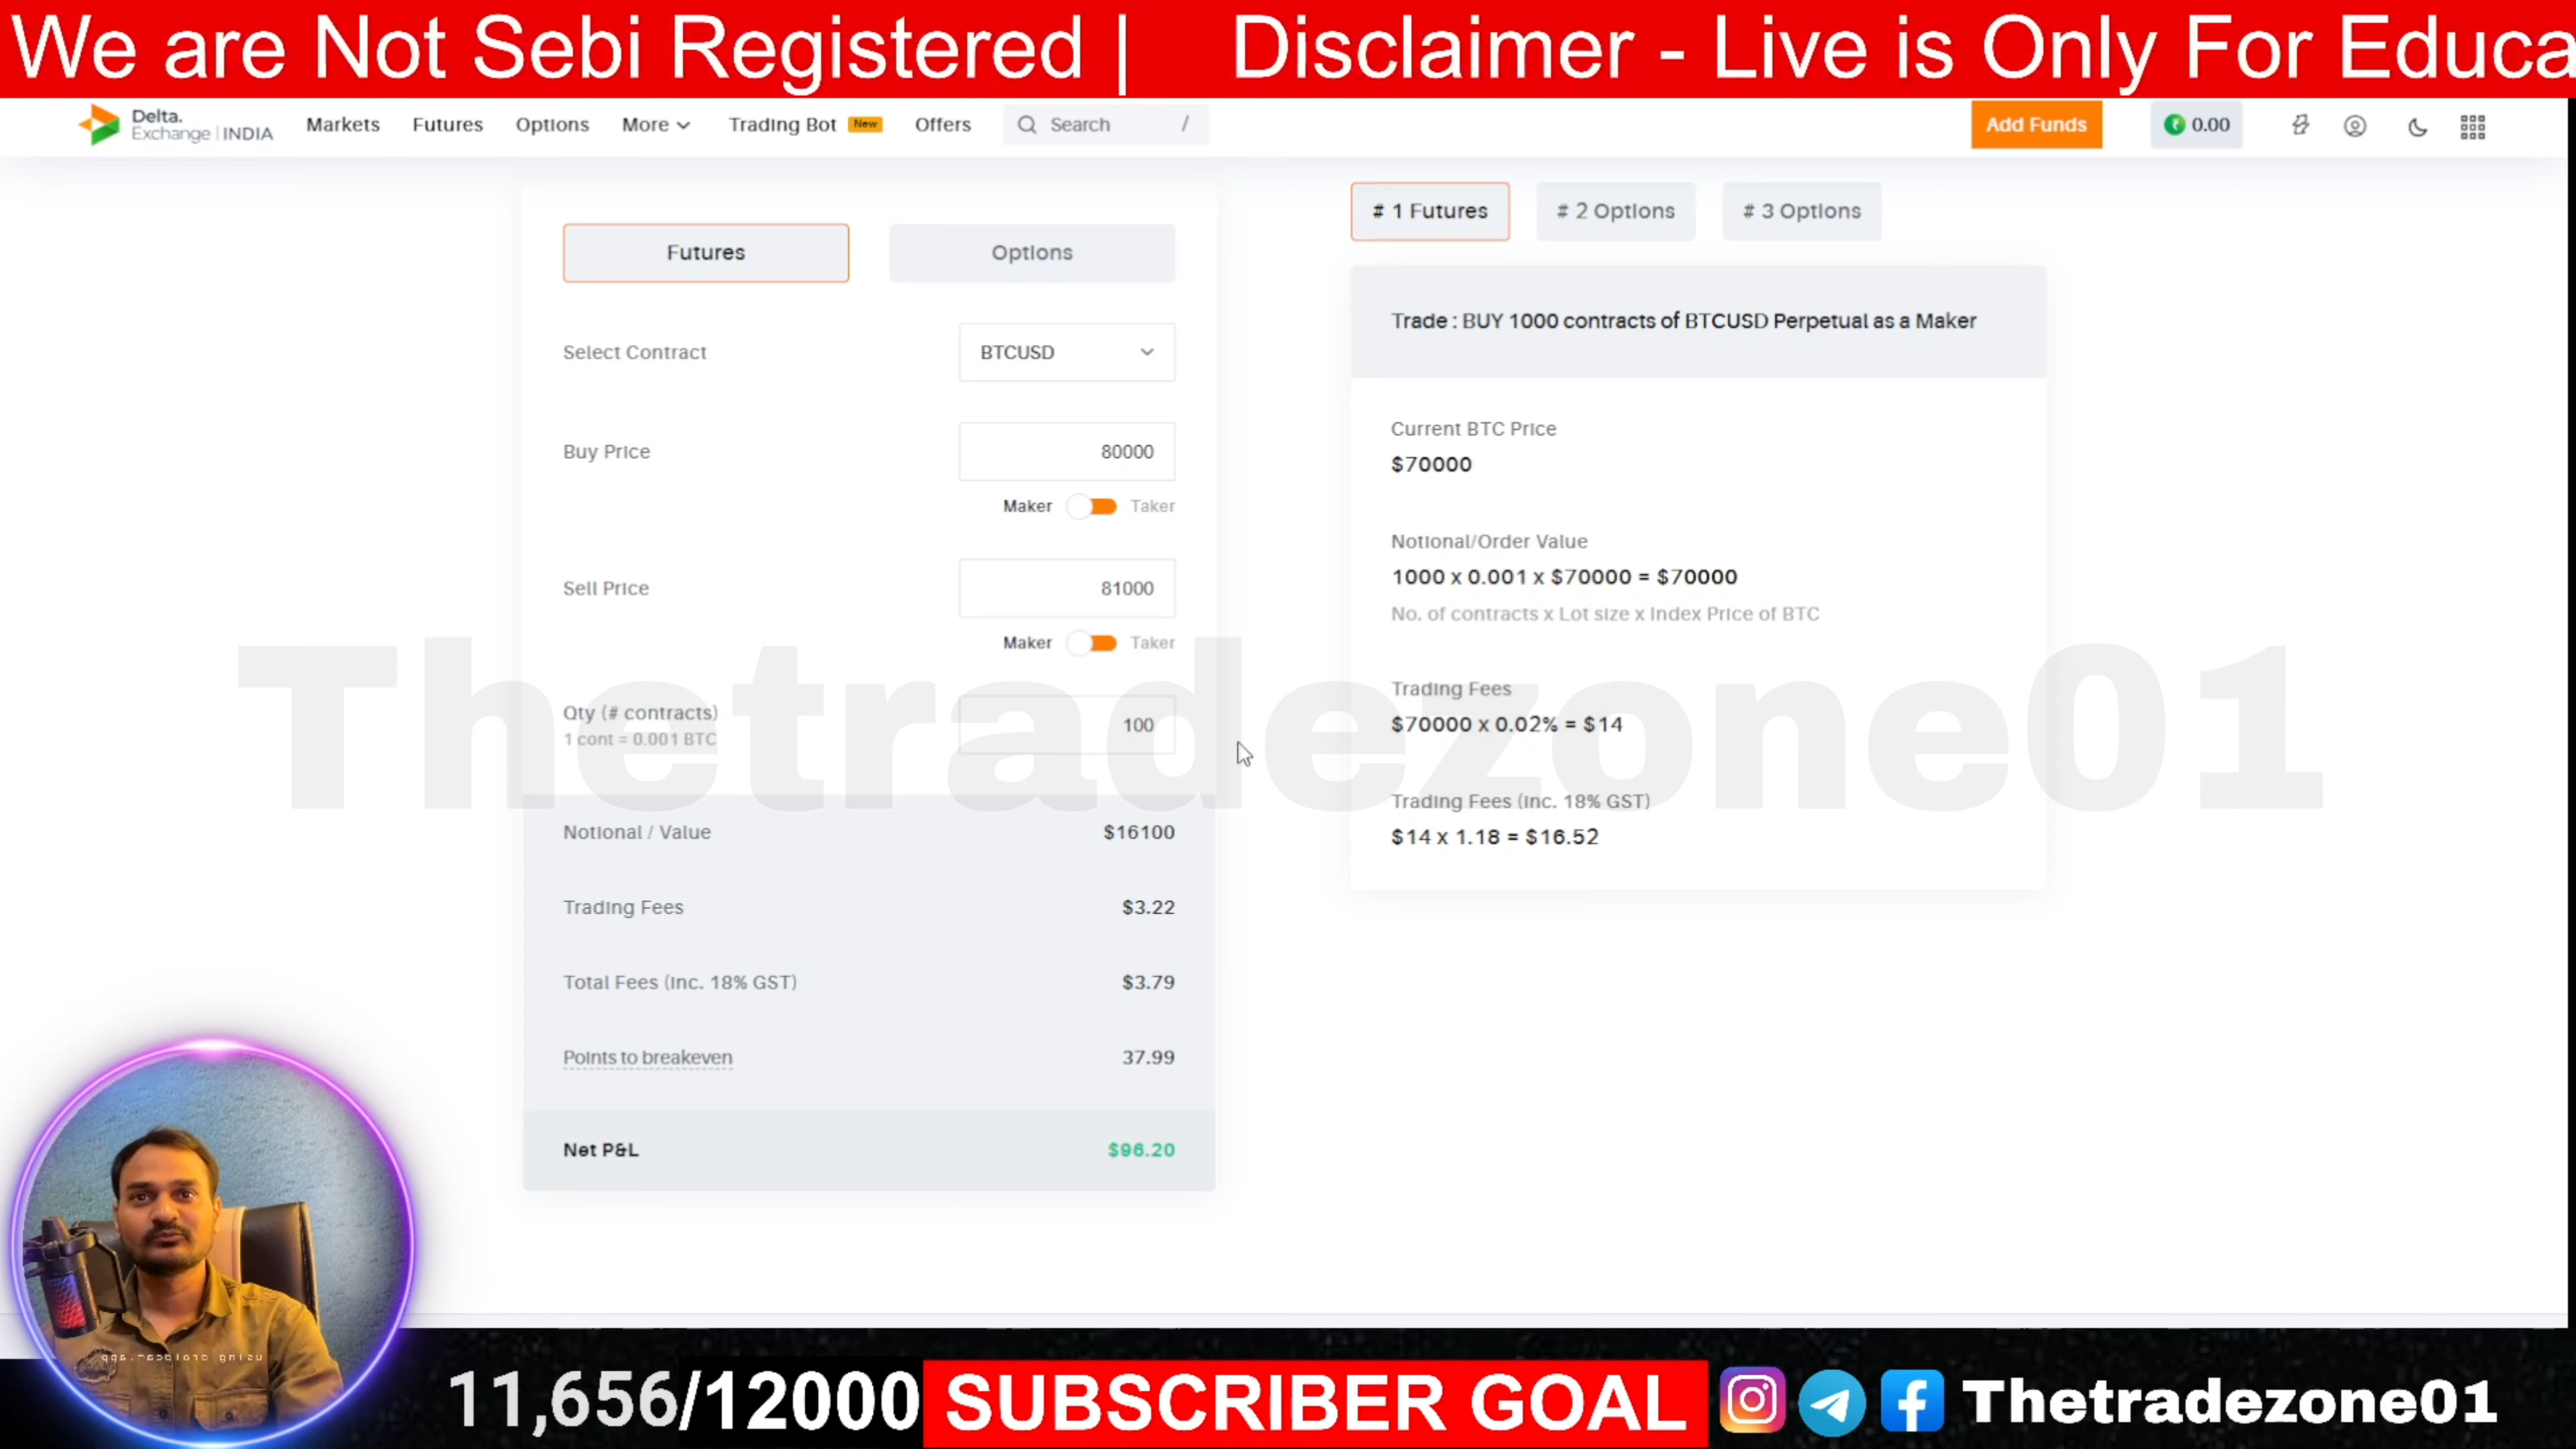 We are Not Sebi Registered | Disclaimer - Live is Only For Educa
Delta.
Exchange | INDIA
Markets Futures Options More Trading Bot New Offers Search / Add Funds 0.00
Futures Options
Select Contract BTCUSD
Buy Price 80000
Maker Taker
Sell Price 81000
Maker Taker
Qty (# contracts) 100
1 cont = 0.001 BTC
Notional / Value $16100
Trading Fees $3.22
Total Fees (Inc. 18% GST) $3.79
Points to breakeven 37.99
Net P&L $96.20
# 1 Futures # 2 Options # 3 Options
Trade : BUY 1000 contracts of BTCUSD Perpetual as a Maker
Current BTC Price
$70000
Notional/Order Value
1000 x 0.001 x $70000 = $70000
No. of contracts x Lot size x Index Price of BTC
Trading Fees
$70000 x 0.02% = $14
Trading Fees (Inc. 18% GST)
$14 x 1.18 = $16.52
Thetradezone01
11,656/12000 SUBSCRIBER GOAL Thetradezone01